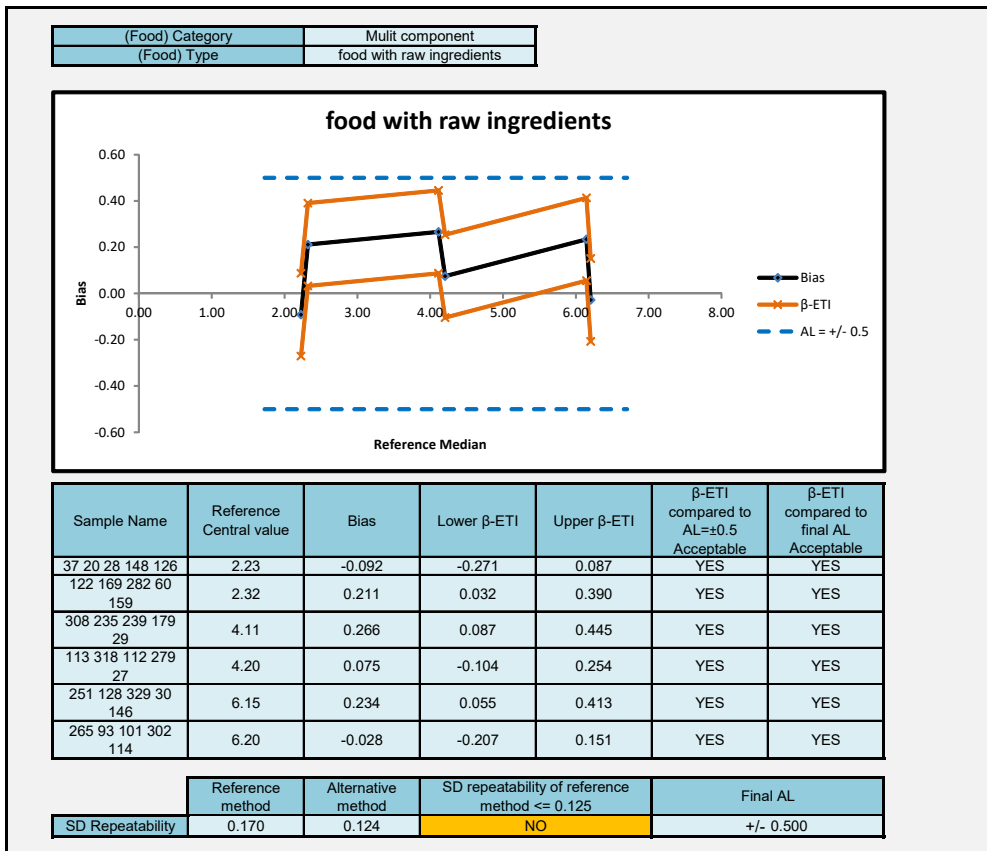 (Food) Category Mulit component
(Food) Type food with raw ingredients
food with raw ingredients
0.60
0.40
0.20
0.00
-0.20
-0.40
-0.60
Bias
0.00 1.00 2.00 3.00 4.00 5.00 6.00 7.00 8.00
Reference Median
Bias
β-ETI
AL = +/- 0.5
Sample Name Reference Central value Bias Lower β-ETI Upper β-ETI β-ETI compared to AL=±0.5 Acceptable β-ETI compared to final AL Acceptable
37 20 28 148 126 2.23 -0.092 -0.271 0.087 YES YES
122 169 282 60 159 2.32 0.211 0.032 0.390 YES YES
308 235 239 179 29 4.11 0.266 0.087 0.445 YES YES
113 318 112 279 27 4.20 0.075 -0.104 0.254 YES YES
251 128 329 30 146 6.15 0.234 0.055 0.413 YES YES
265 93 101 302 114 6.20 -0.028 -0.207 0.151 YES YES
Reference method Alternative method SD repeatability of reference method <= 0.125 Final AL
SD Repeatability 0.170 0.124 NO +/- 0.500